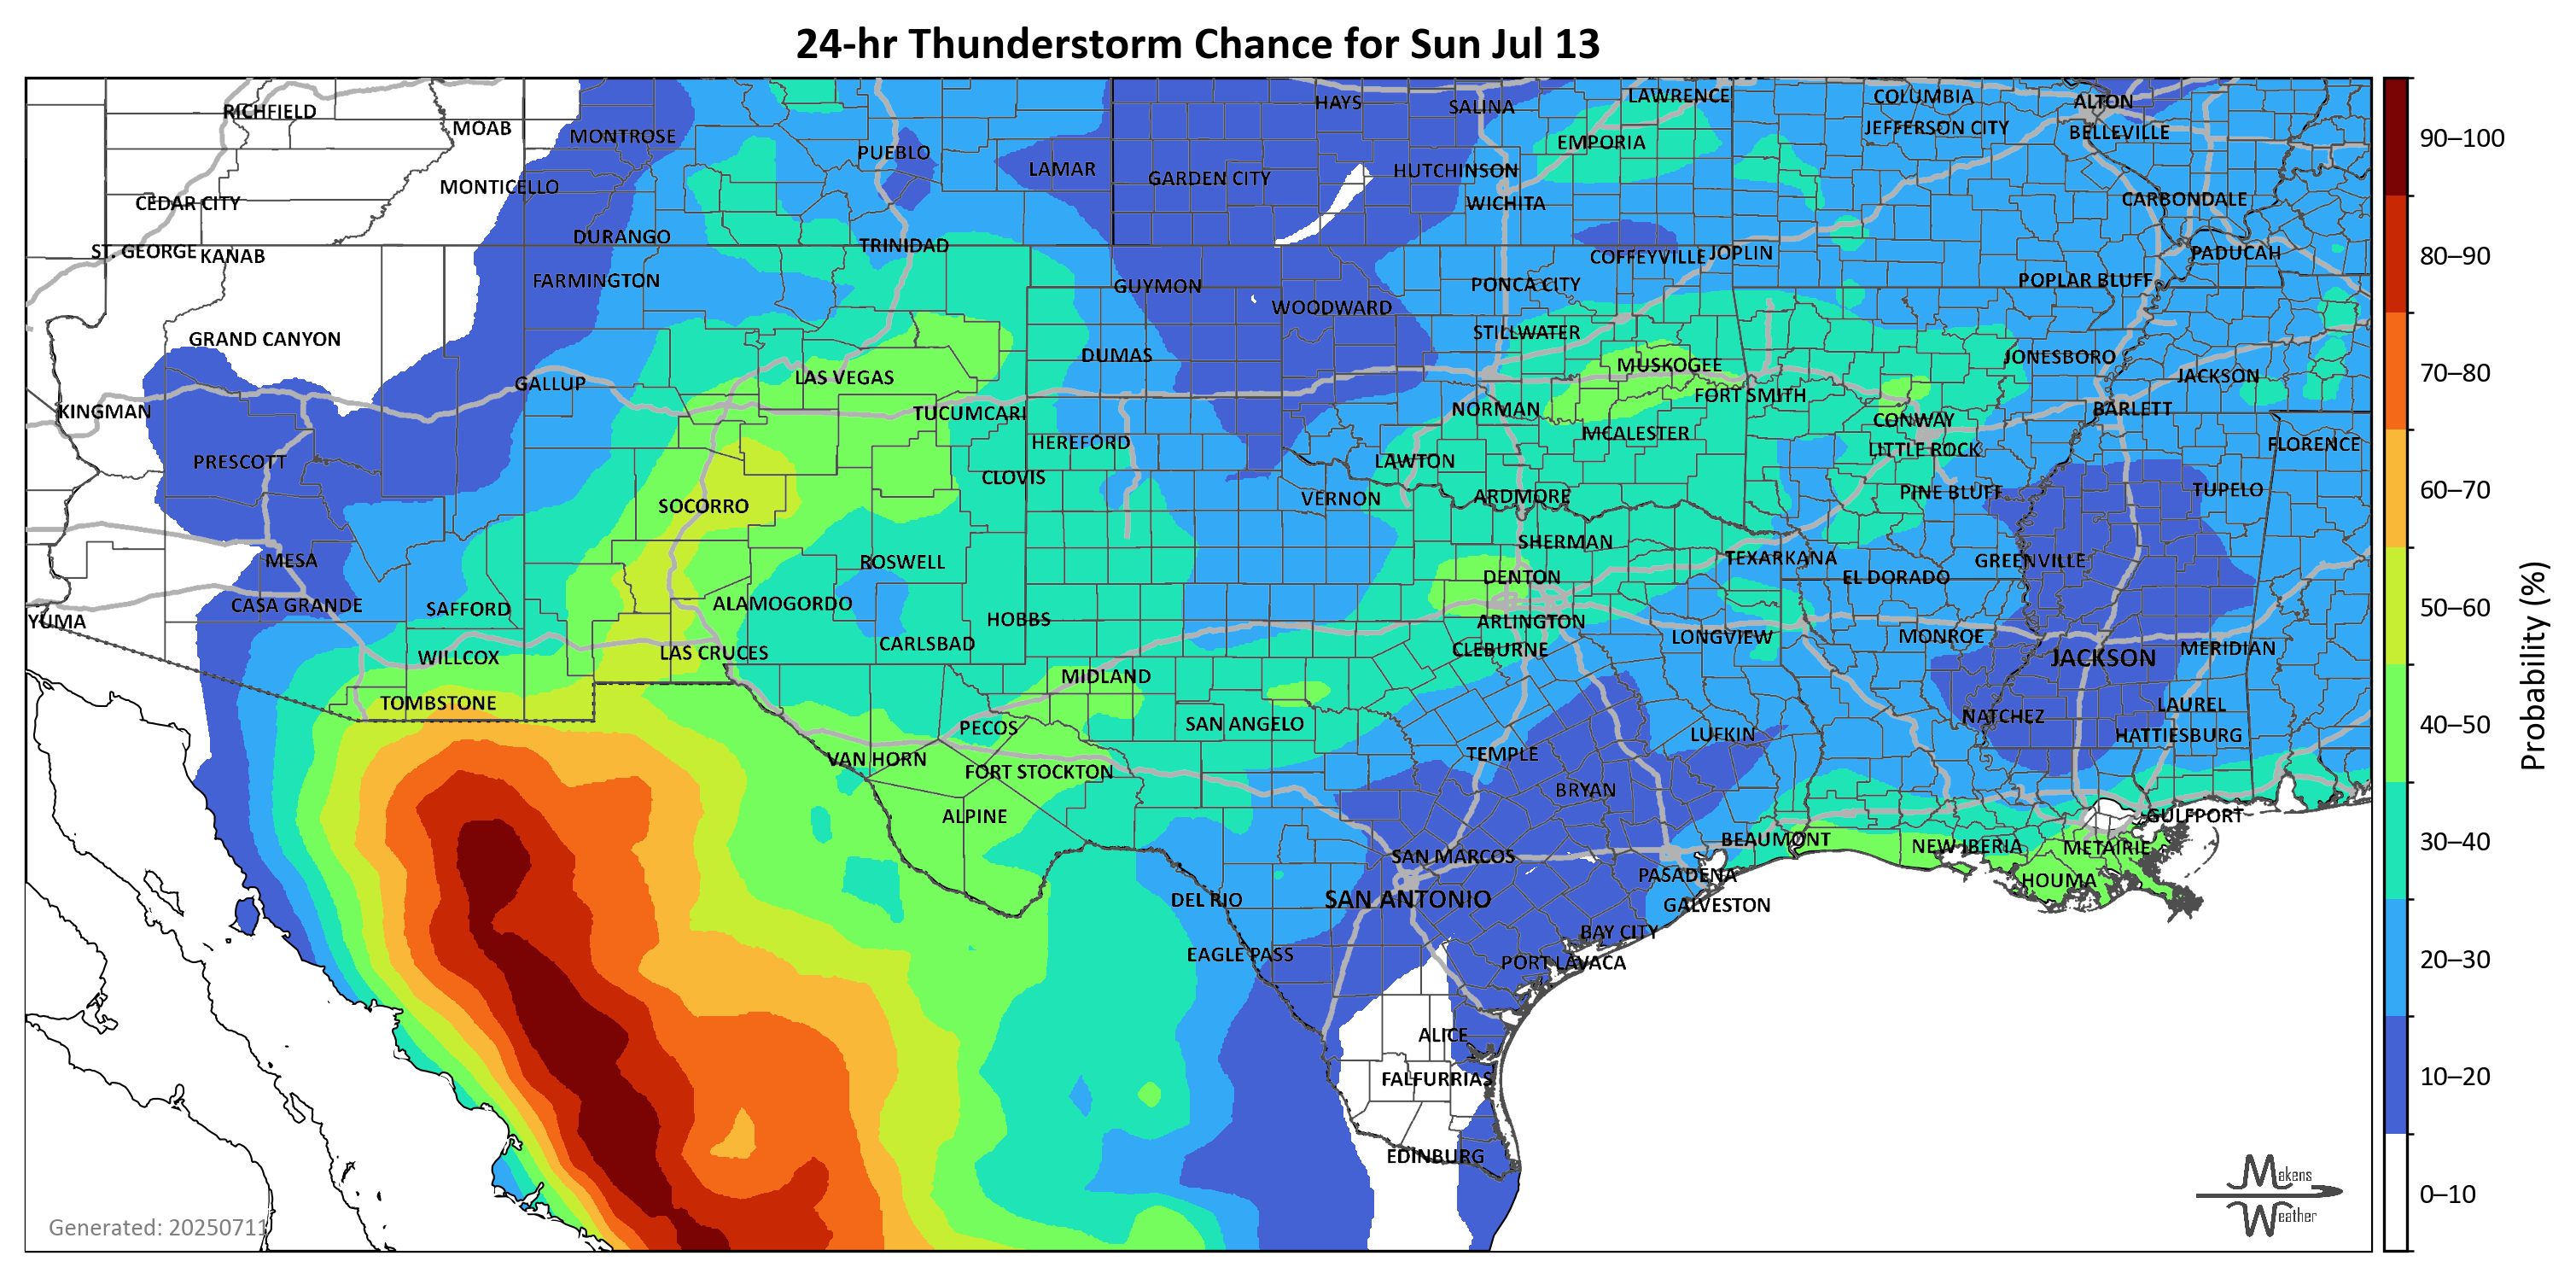 24-hr Thunderstorm Chance for Sun Jul 13
RICHFIELD
MOAB
MONTROSE
PUEBLO
LAMAR
HAYS
SALINA
LAWRENCE
COLUMBIA
ALTON
MONTICELLO
GARDEN CITY
HUTCHINSON
EMPORIA
JEFFERSON CITY
BELLEVILLE
CEDAR CITY
WICHITA
CARBONDALE
ST. GEORGE
KANAB
DURANGO
TRINIDAD
COFFEYVILLE
JOPLIN
PADUCAH
FARMINGTON
GUYMON
WOODWARD
PONCA CITY
POPLAR BLUFF
GRAND CANYON
DUMAS
STILLWATER
JONESBORO
GALLUP
LAS VEGAS
MUSKOGEE
JACKSON
KINGMAN
TUCUMCARI
NORMAN
FORT SMITH
CONWAY
BARLETT
HEREFORD
MCALESTER
LITTLE ROCK
FLORENCE
PRESCOTT
CLOVIS
LAWTON
SOCORRO
VERNON
ARDMORE
PINE BLUFF
TUPELO
MESA
ROSWELL
SHERMAN
TEXARKANA
GREENVILLE
CASA GRANDE
SAFFORD
ALAMOGORDO
DENTON
EL DORADO
YUMA
HOBBS
ARLINGTON
WILLCOX
LAS CRUCES
CARLSBAD
CLEBURNE
LONGVIEW
MONROE
JACKSON
MERIDIAN
TOMBSTONE
MIDLAND
NATCHEZ
LAUREL
PECOS
SAN ANGELO
LUFKIN
HATTIESBURG
VAN HORN
FORT STOCKTON
TEMPLE
BRYAN
ALPINE
BEAUMONT
NEW IBERIA
METAIRIE
GULFPORT
SAN MARCOS
PASADENA
HOUMA
DEL RIO
SAN ANTONIO
GALVESTON
EAGLE PASS
BAY CITY
PORT LAVACA
ALICE
FALFURRIAS
EDINBURG
Generated: 20250711
Makens
Weather
90–100
80–90
70–80
60–70
50–60
40–50
30–40
20–30
10–20
0–10
Probability (%)